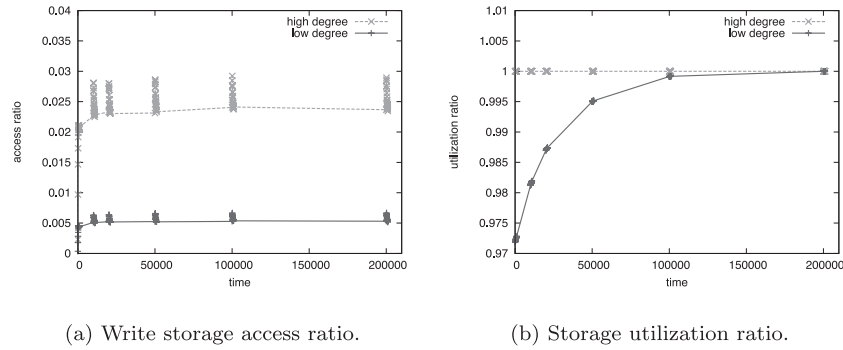 0.04
0.035
0.03
0.025
0.02
0.015
0.01
0.005
0
access ratio
0
50000
100000
150000
200000
time
high degree
low degree
(a) Write storage access ratio.
1.01
1.005
1
0.995
0.99
0.985
0.98
0.975
0.97
utilization ratio
0
50000
100000
150000
200000
time
high degree
low degree
(b) Storage utilization ratio.